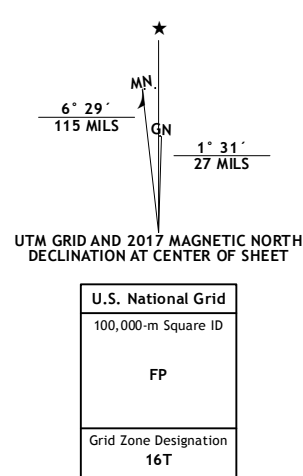 ★
MN.
6° 29´
115 MILS
GN
1° 31´
27 MILS
UTM GRID AND 2017 MAGNETIC NORTH
DECLINATION AT CENTER OF SHEET
U.S. National Grid
100,000-m Square ID
FP
Grid Zone Designation
16T